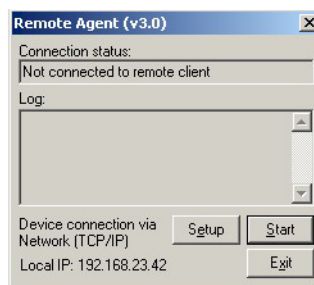 Remote Agent (v3.0)
Connection status:
Not connected to remote client
Log:
Device connection via
Network (TCP/IP)
Setup
Start
Local IP: 192.168.23.42
Exit